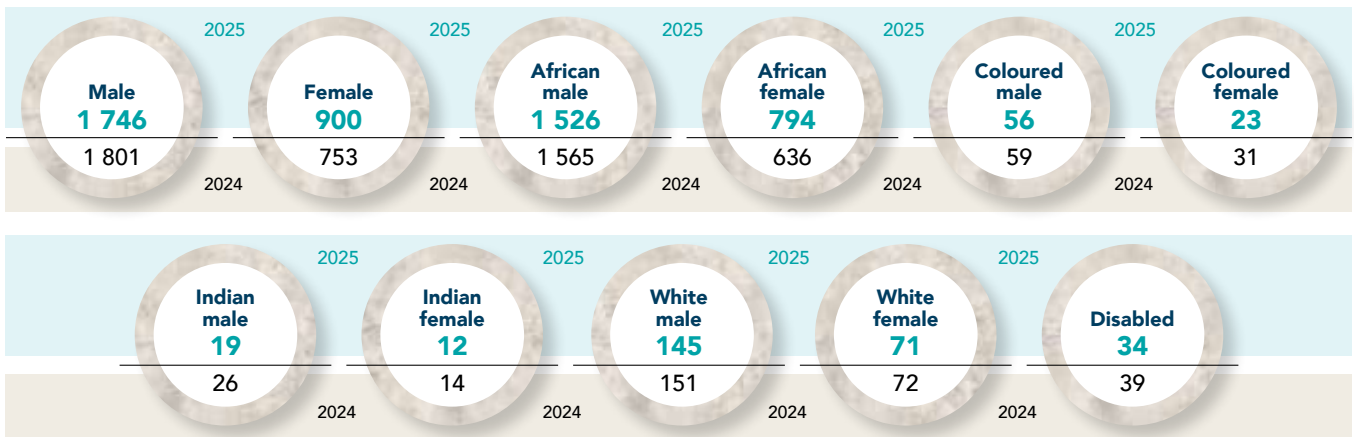 2025 2025 2025 2025 2025
Male
1 746
1 801
Female
900
753
African
male
1 526
1 565
African
female
794
636
Coloured
male
56
59
Coloured
female
23
31
2024 2024 2024 2024 2024
2025 2025 2025 2025
Indian
male
19
26
Indian
female
12
14
White
male
145
151
White
female
71
72
Disabled
34
39
2024 2024 2024 2024